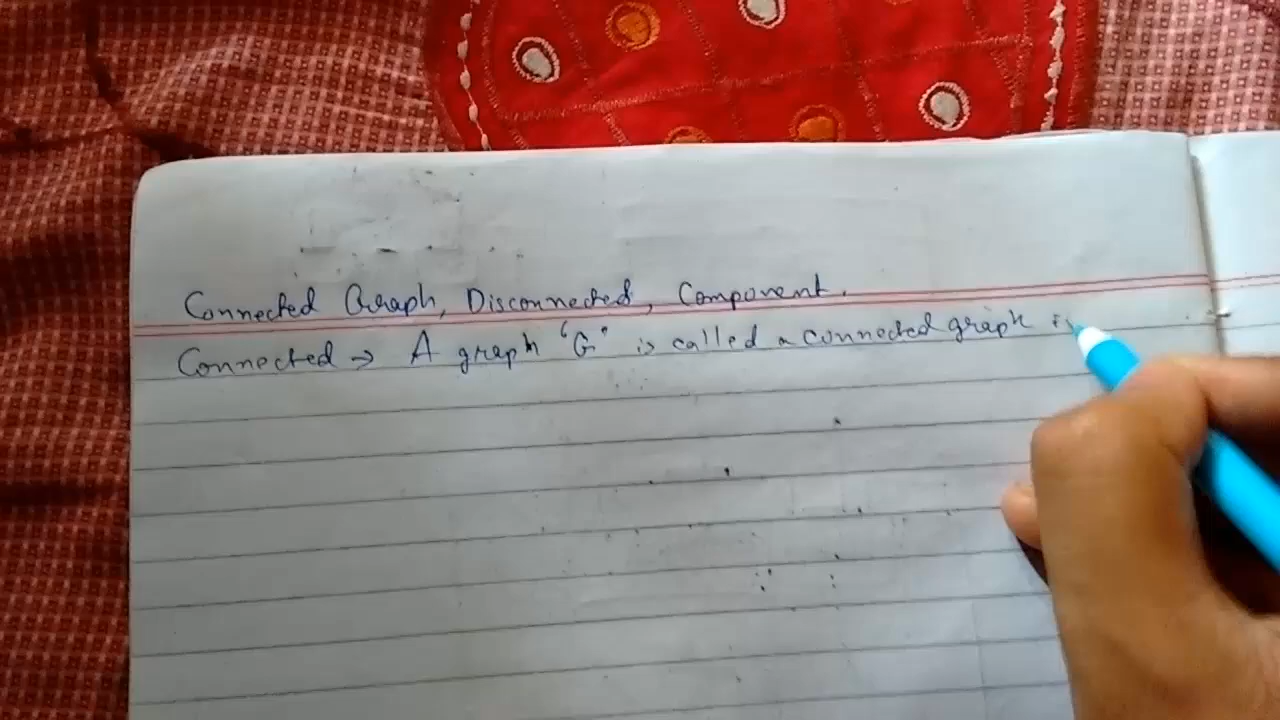 Connected Graph, Disconnected, Component.
Connected → A graph "G" is called a connected graph